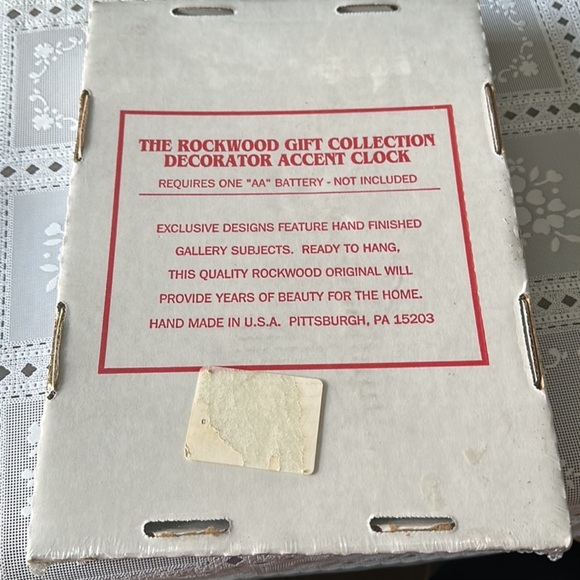 THE ROCKWOOD GIFT COLLECTION
DECORATOR ACCENT CLOCK
REQUIRES ONE "AA" BATTERY - NOT INCLUDED
EXCLUSIVE DESIGNS FEATURE HAND FINISHED
GALLERY SUBJECTS. READY TO HANG,
THIS QUALITY ROCKWOOD ORIGINAL WILL
PROVIDE YEARS OF BEAUTY FOR THE HOME.
HAND MADE IN U.S.A. PITTSBURGH, PA 15203